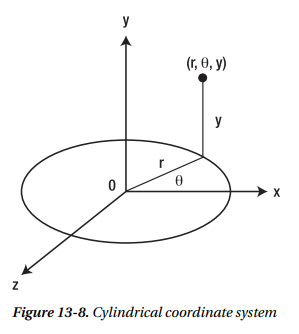 y
(r, θ, y)
y
r
θ
0
x
z
Figure 13-8. Cylindrical coordinate system